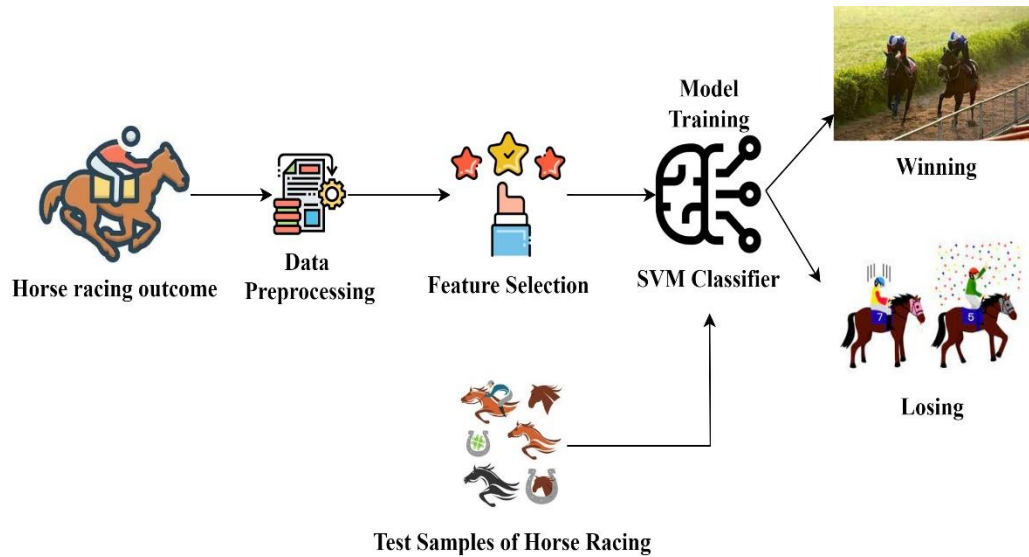 Horse racing outcome
Data
Preprocessing
Feature Selection
Model
Training
SVM Classifier
Winning
7
5
Losing
Test Samples of Horse Racing